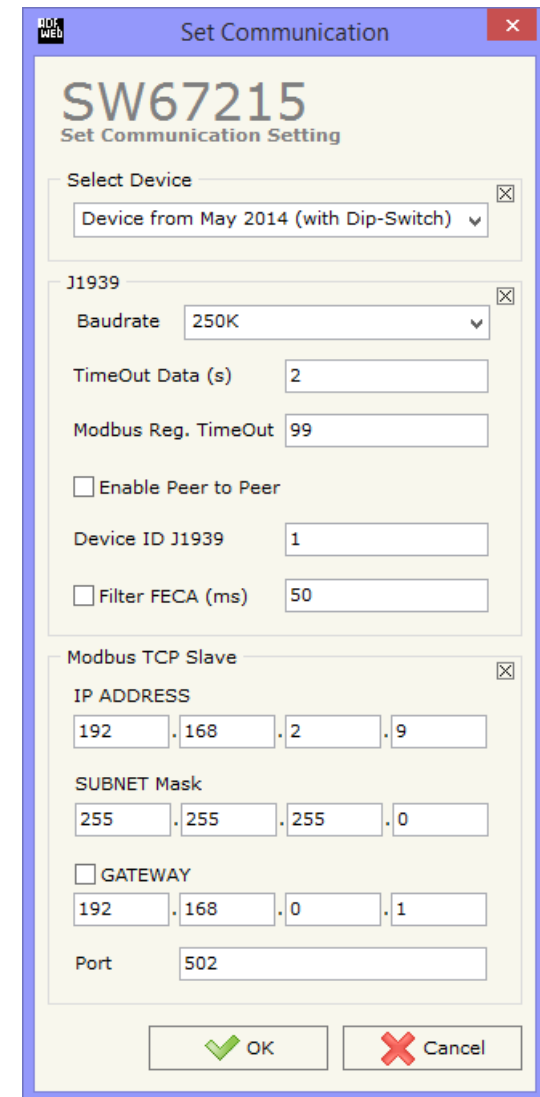 ADF
WEB
Set Communication
SW67215
Set Communication Setting
Select Device
Device from May 2014 (with Dip-Switch)
J1939
Baudrate 250K
TimeOut Data (s) 2
Modbus Reg. TimeOut 99
Enable Peer to Peer
Device ID J1939 1
Filter FECA (ms) 50
Modbus TCP Slave
IP ADDRESS
192 . 168 . 2 . 9
SUBNET Mask
255 . 255 . 255 . 0
GATEWAY
192 . 168 . 0 . 1
Port 502
OK Cancel